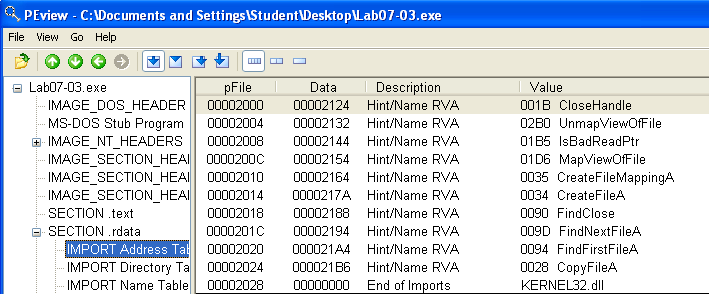 PEview - C:\Documents and Settings\Student\Desktop\Lab07-03.exe
File View Go Help
Lab07-03.exe
IMAGE_DOS_HEADER
MS-DOS Stub Program
IMAGE_NT_HEADERS
IMAGE_SECTION_HEAI
IMAGE_SECTION_HEAI
IMAGE_SECTION_HEAI
SECTION .text
SECTION .rdata
IMPORT Address Tab
IMPORT Directory Ta
IMPORT Name Table
pFile Data Description Value
00002000 00002124 Hint/Name RVA 001B CloseHandle
00002004 00002132 Hint/Name RVA 02B0 UnmapViewOfFile
00002008 00002144 Hint/Name RVA 01B5 IsBadReadPtr
0000200C 00002154 Hint/Name RVA 01D6 MapViewOfFile
00002010 00002164 Hint/Name RVA 0035 CreateFileMappingA
00002014 0000217A Hint/Name RVA 0034 CreateFileA
00002018 00002188 Hint/Name RVA 0090 FindClose
0000201C 00002194 Hint/Name RVA 009D FindNextFileA
00002020 000021A4 Hint/Name RVA 0094 FindFirstFileA
00002024 000021B6 Hint/Name RVA 0028 CopyFileA
00002028 00000000 End of Imports KERNEL32.dll